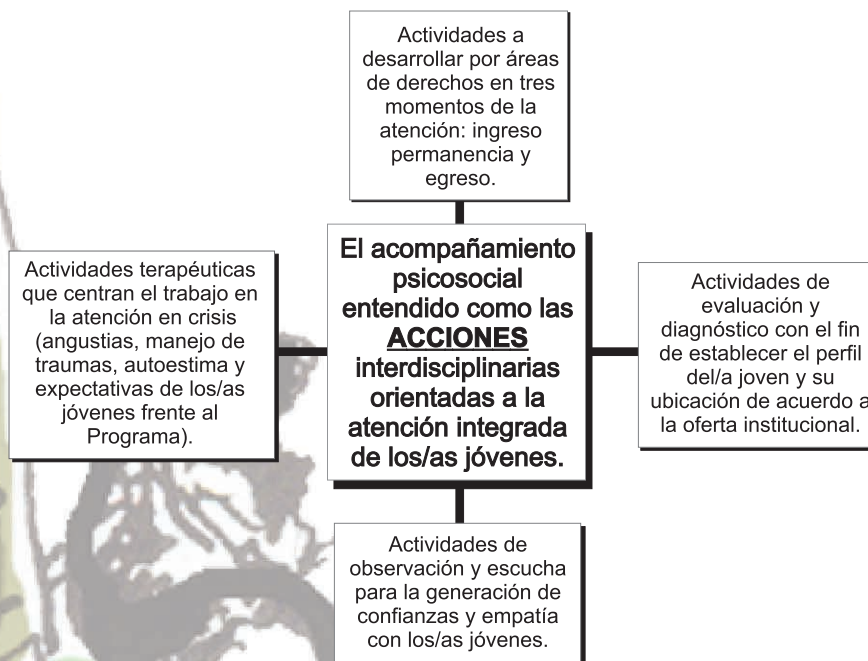 Actividades a
desarrollar por áreas
de derechos en tres
momentos de la
atención: ingreso
permanencia y
egreso.
Actividades terapéuticas
que centran el trabajo en
la atención en crisis
(angustias, manejo de
traumas, autoestima y
expectativas de los/as
jóvenes frente al
Programa).
El acompañamiento
psicosocial
entendido como las
ACCIONES
interdisciplinarias
orientadas a la
atención integrada
de los/as jóvenes.
Actividades de
evaluación y
diagnóstico con el fin
de establecer el perfil
del/a joven y su
ubicación de acuerdo a
la oferta institucional.
Actividades de
observación y escucha
para la generación de
confianzas y empatía
con los/as jóvenes.